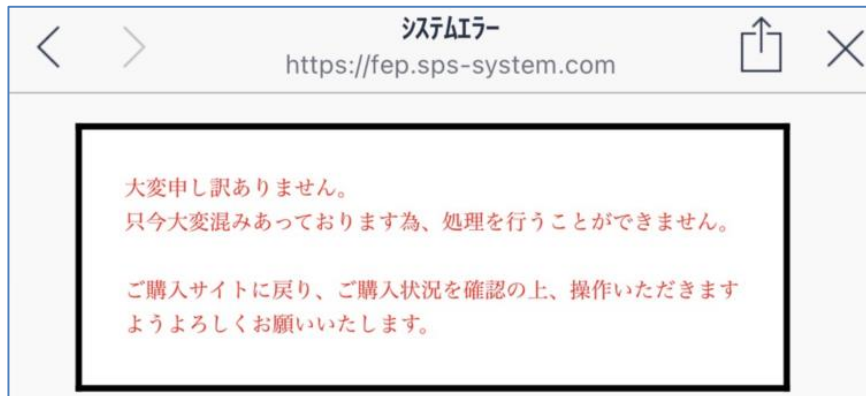 システムエラー
https://fep.sps-system.com
大変申し訳ありません。
只今大変混みあっております為、処理を行うことができません。
ご購入サイトに戻り、ご購入状況を確認の上、操作いただきます
ようよろしくお願いいたします。